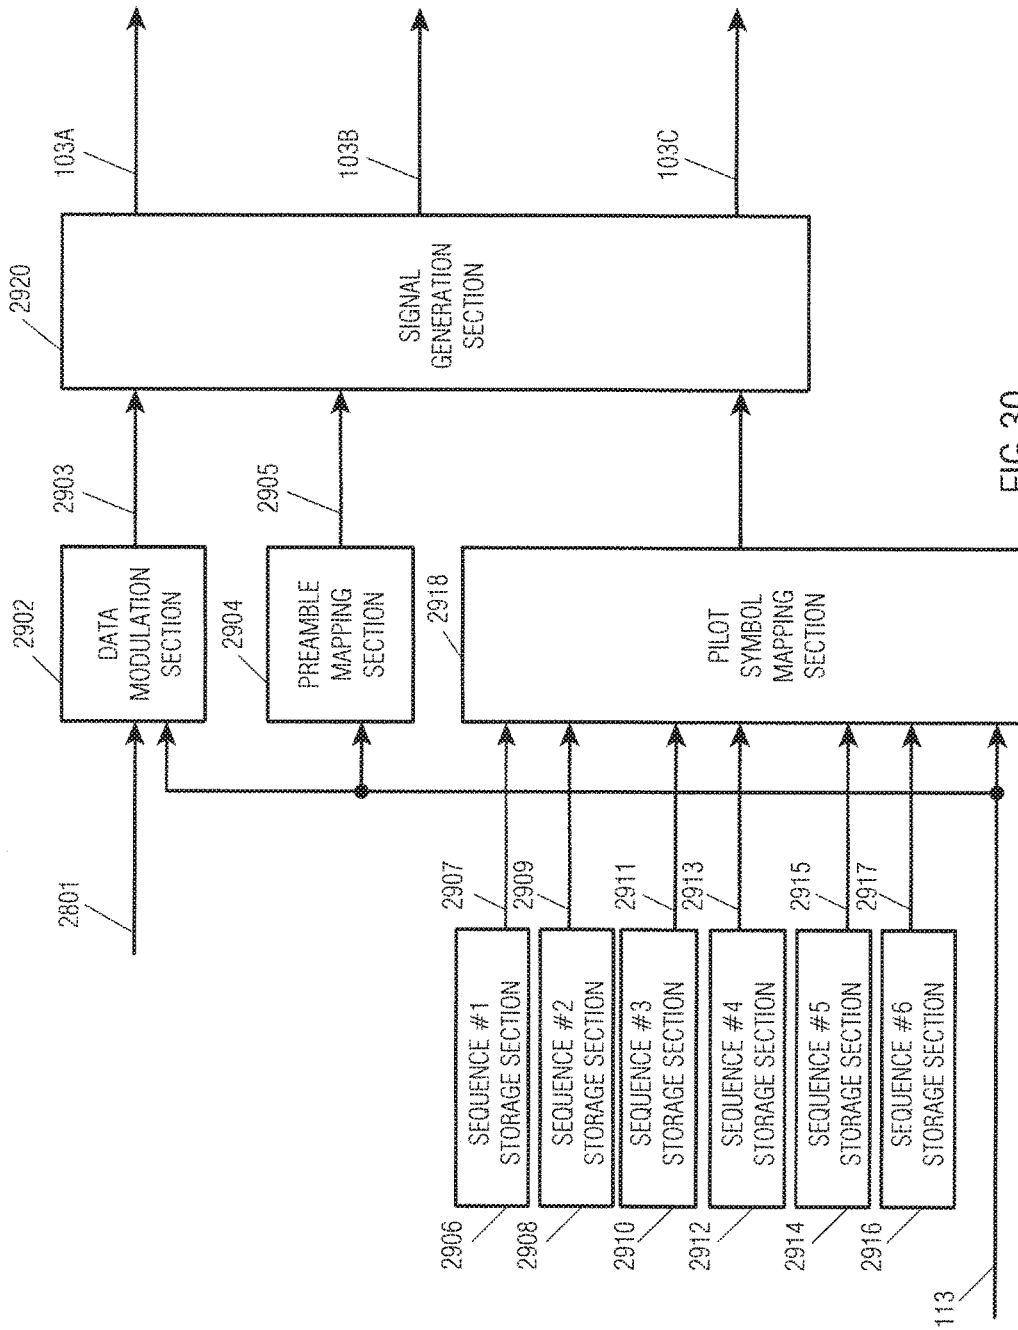 2801
2902
DATA
MODULATION
SECTION
2903
2904
PREAMBLE
MAPPING
SECTION
2905
2920
SIGNAL
GENERATION
SECTION
103A
103B
103C
2906
SEQUENCE #1
STORAGE SECTION
2907
2908
SEQUENCE #2
STORAGE SECTION
2909
2910
SEQUENCE #3
STORAGE SECTION
2911
2912
SEQUENCE #4
STORAGE SECTION
2913
2914
SEQUENCE #5
STORAGE SECTION
2915
2916
SEQUENCE #6
STORAGE SECTION
2917
2918
PILOT
SYMBOL
MAPPING
SECTION
113
FIG. 30